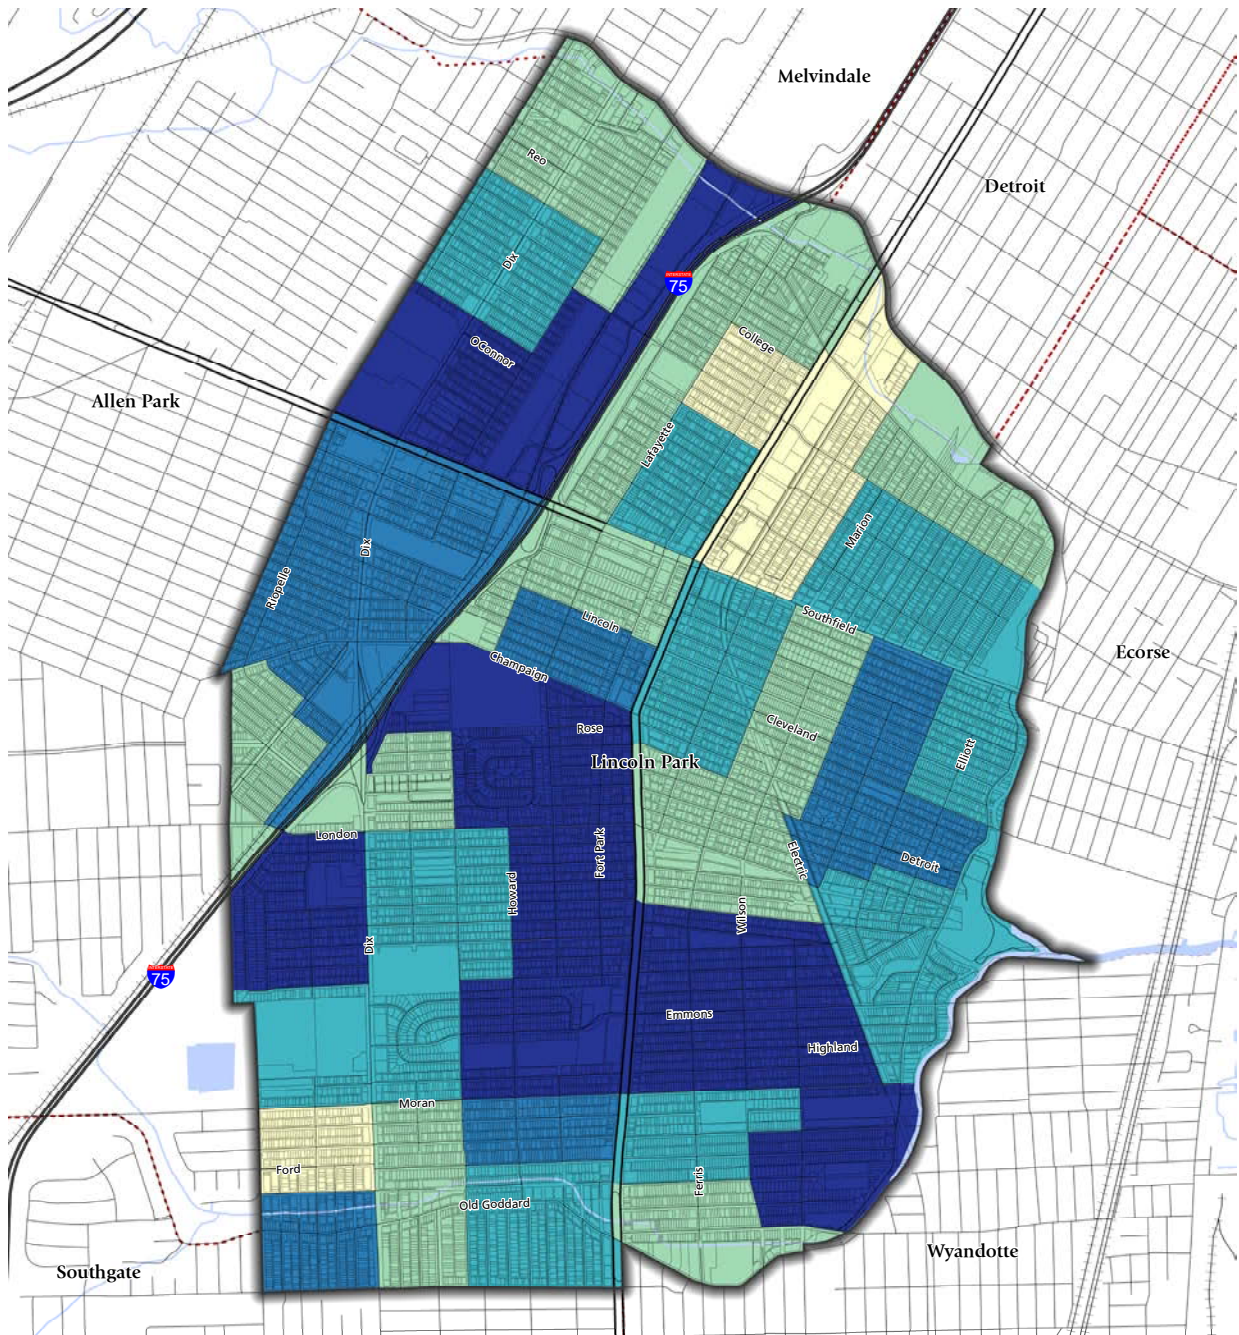 Melvindale
Reo
Detroit
Dix
INTERSTATE
75
College
OConnor
Allen Park
Lafayette
Marion
Dix
Riopelle
Lincoln
Southfield
Ecorse
Champaign
Rose
Cleveland
Elliott
Lincoln Park
London
Fort Park
Electric
Detroit
Howard
Wilson
Dix
INTERSTATE
75
Emmons
Highland
Moran
Ford
Ferris
Old Goddard
Wyandotte
Southgate